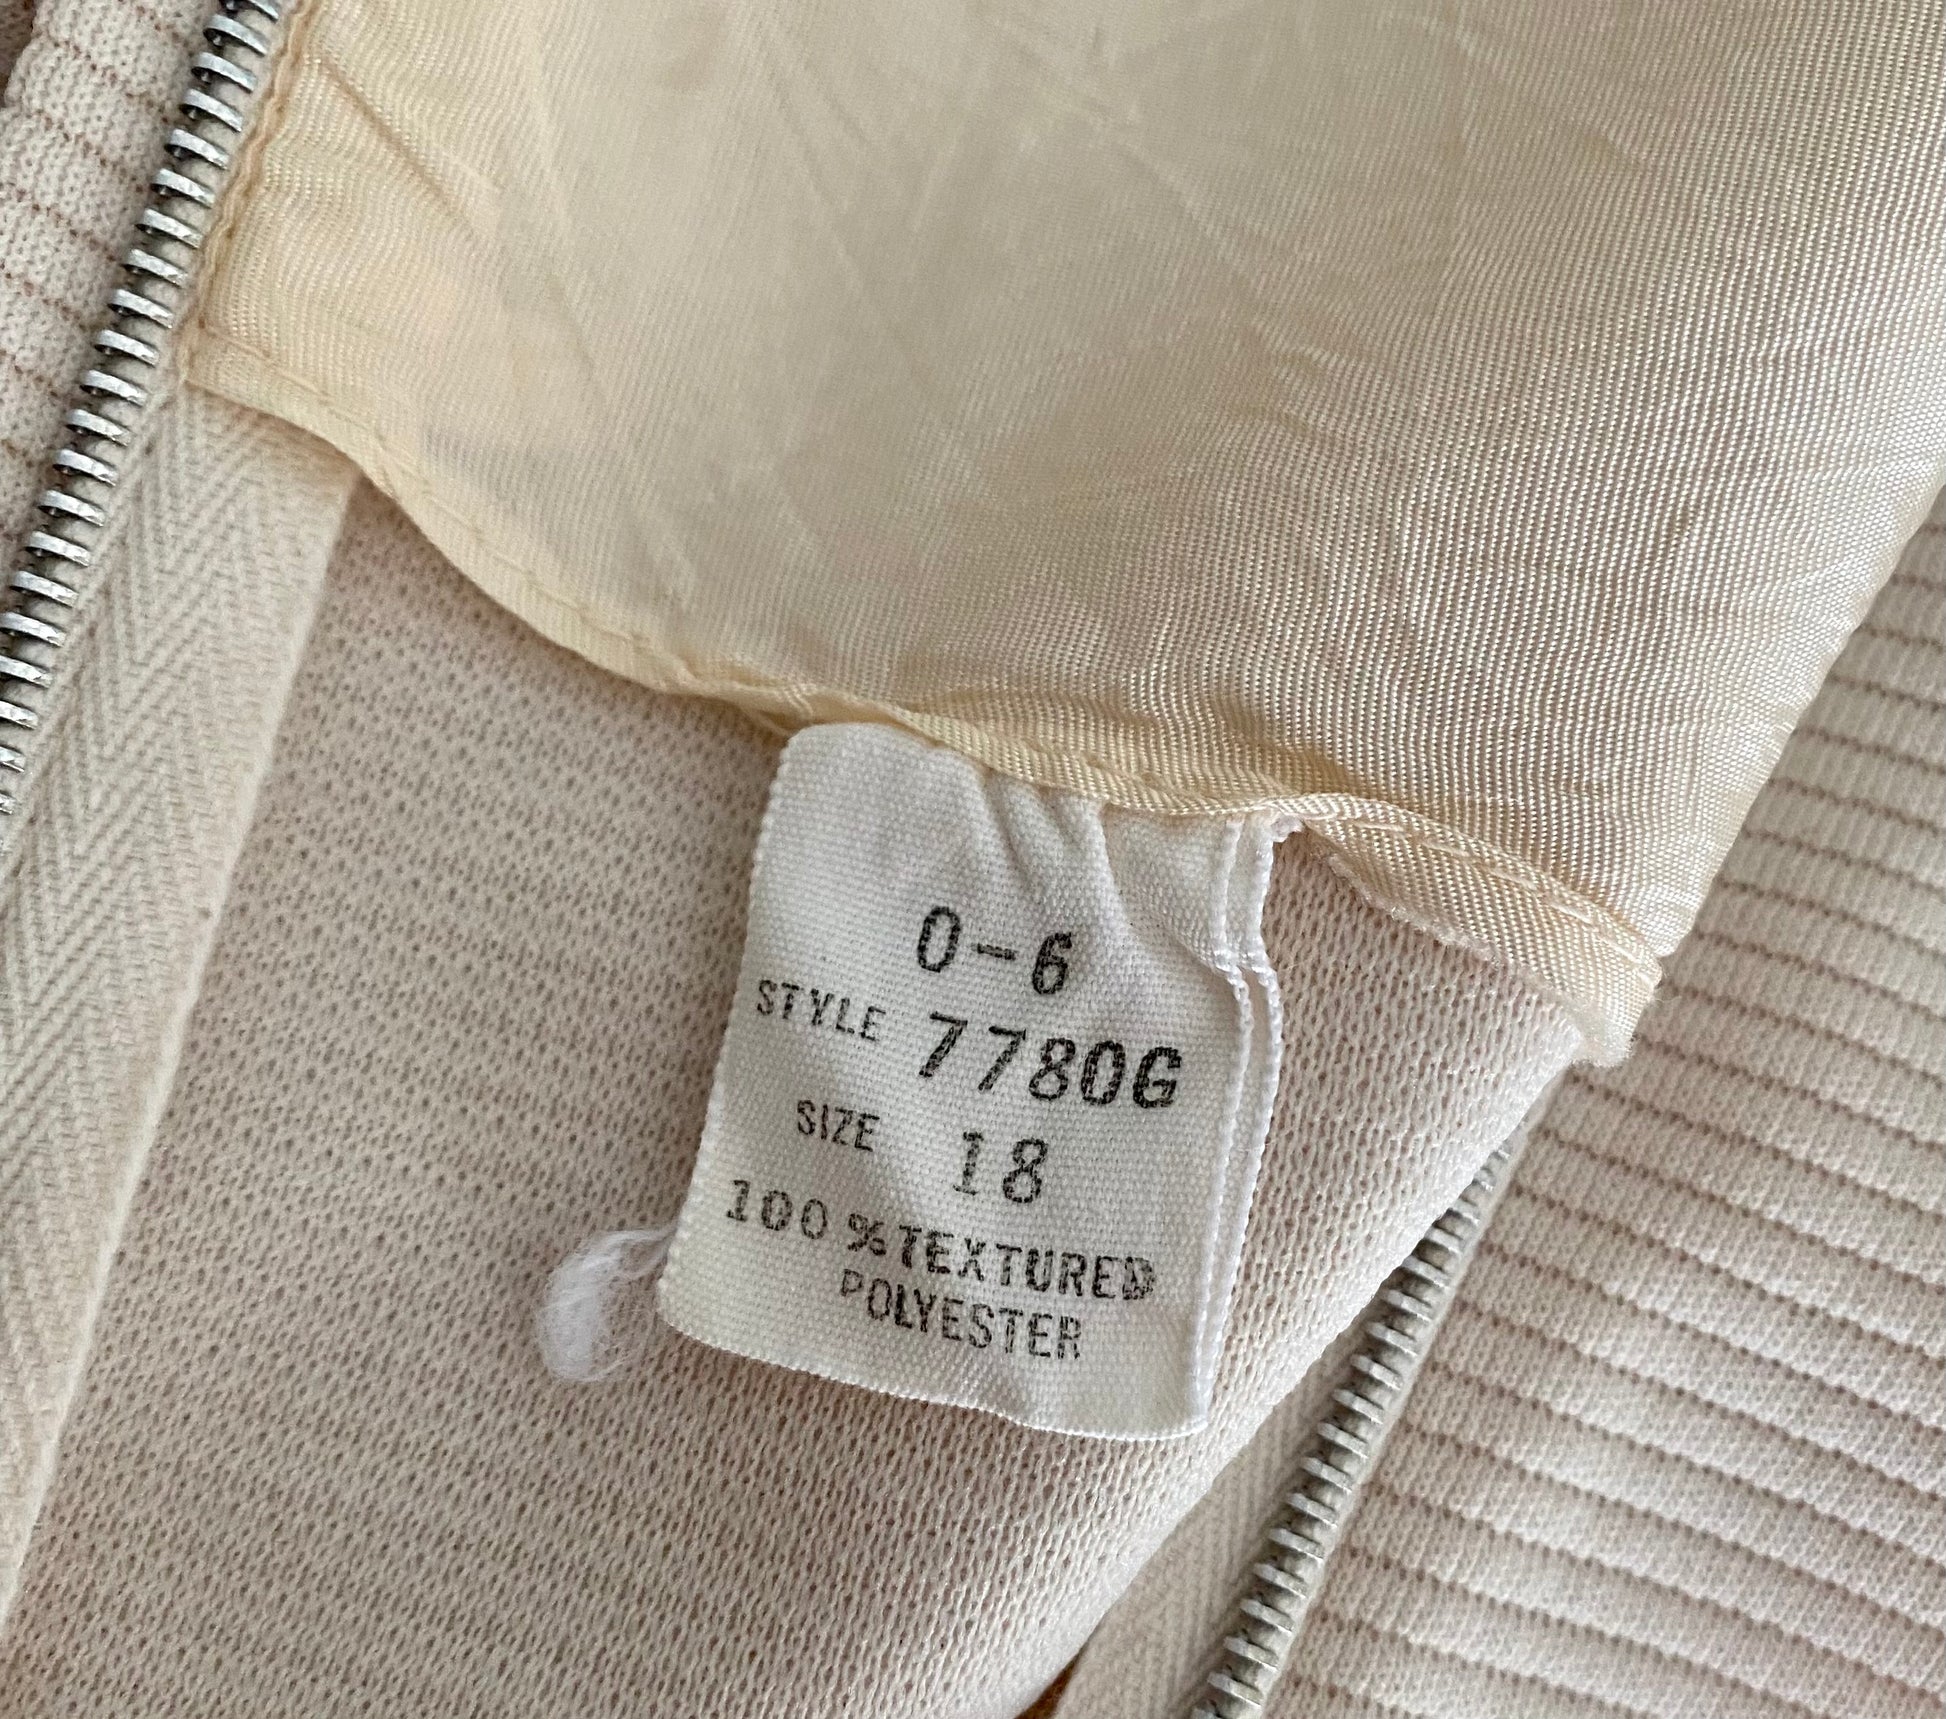 0-6
STYLE 7780G
SIZE 18
100% TEXTURED
POLYESTER